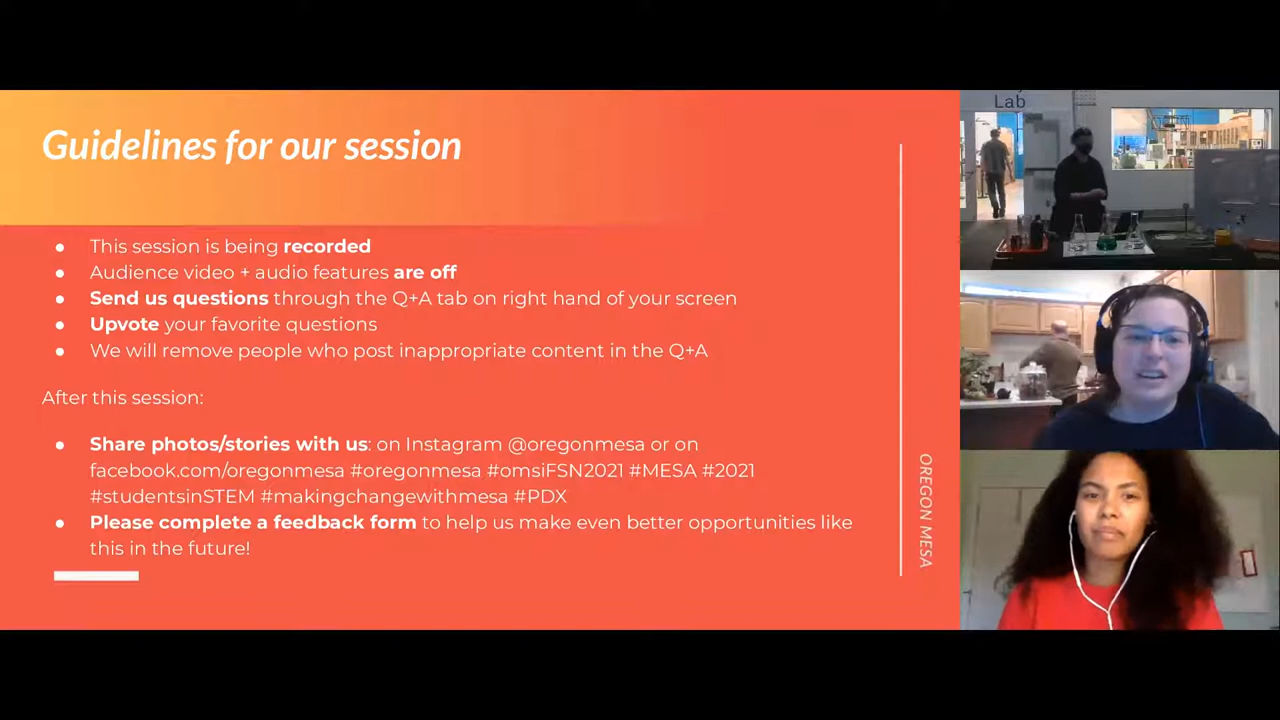 Guidelines for our session
● This session is being recorded
● Audience video + audio features are off
● Send us questions through the Q+A tab on right hand of your screen
● Upvote your favorite questions
● We will remove people who post inappropriate content in the Q+A
After this session:
● Share photos/stories with us: on Instagram @oregonmesa or on
facebook.com/oregonmesa #oregonmesa #omsiFSN2021 #MESA #2021
#studentsinSTEM #makingchangewithmesa #PDX
● Please complete a feedback form to help us make even better opportunities like
this in the future!
OREGON MESA
Lab